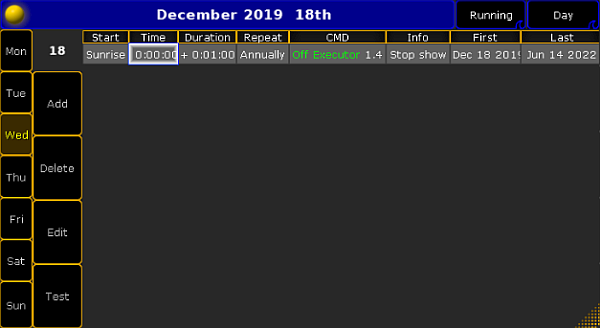 December 2019 18th
Running
Day
Mon
18
Start Time Duration Repeat CMD Info First Last
Sunrise 0:00:00 + 0:01:00 Annually Off Executor 1.4 Stop show Dec 18 2019 Jun 14 2022
Tue
Add
Wed
Delete
Thu
Fri
Edit
Sat
Test
Sun